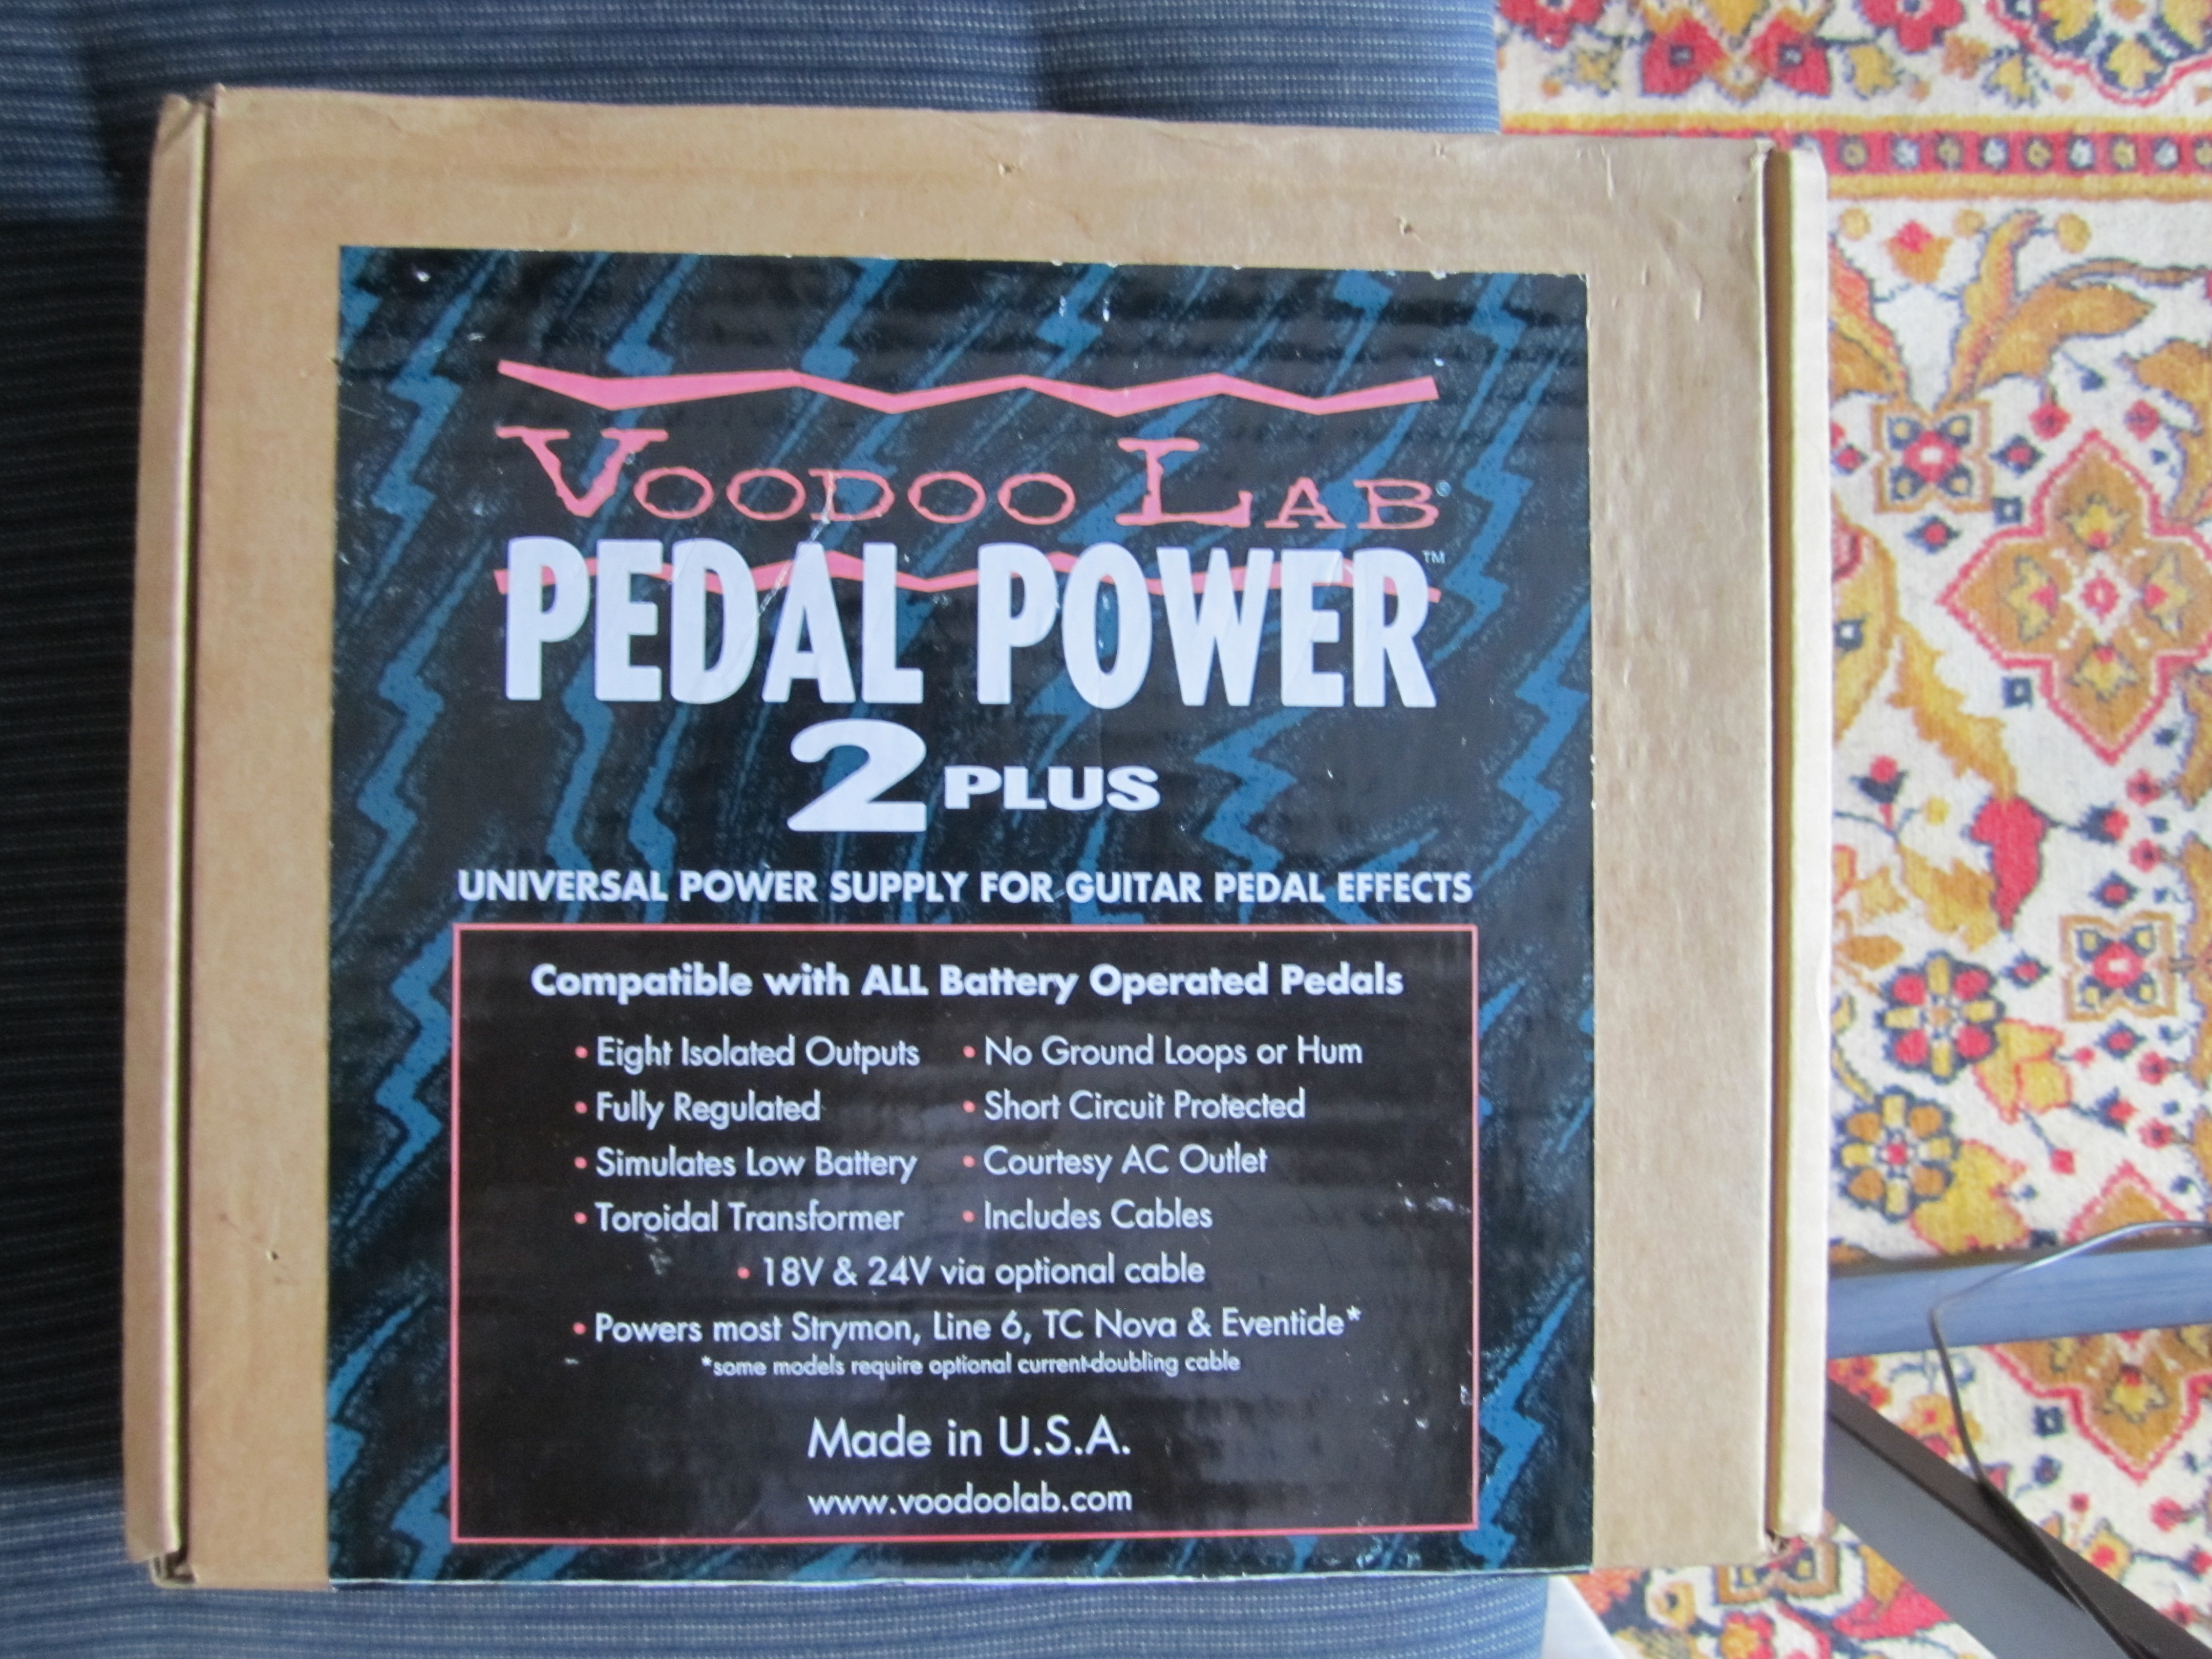 VOODOO LAB®
PEDAL POWER™
2 PLUS
UNIVERSAL POWER SUPPLY FOR GUITAR PEDAL EFFECTS
Compatible with ALL Battery Operated Pedals
• Eight Isolated Outputs • No Ground Loops or Hum
• Fully Regulated • Short Circuit Protected
• Simulates Low Battery • Courtesy AC Outlet
• Toroidal Transformer • Includes Cables
• 18V & 24V via optional cable
• Powers most Strymon, Line 6, TC Nova & Eventide*
*some models require optional current-doubling cable
Made in U.S.A.
www.voodoolab.com